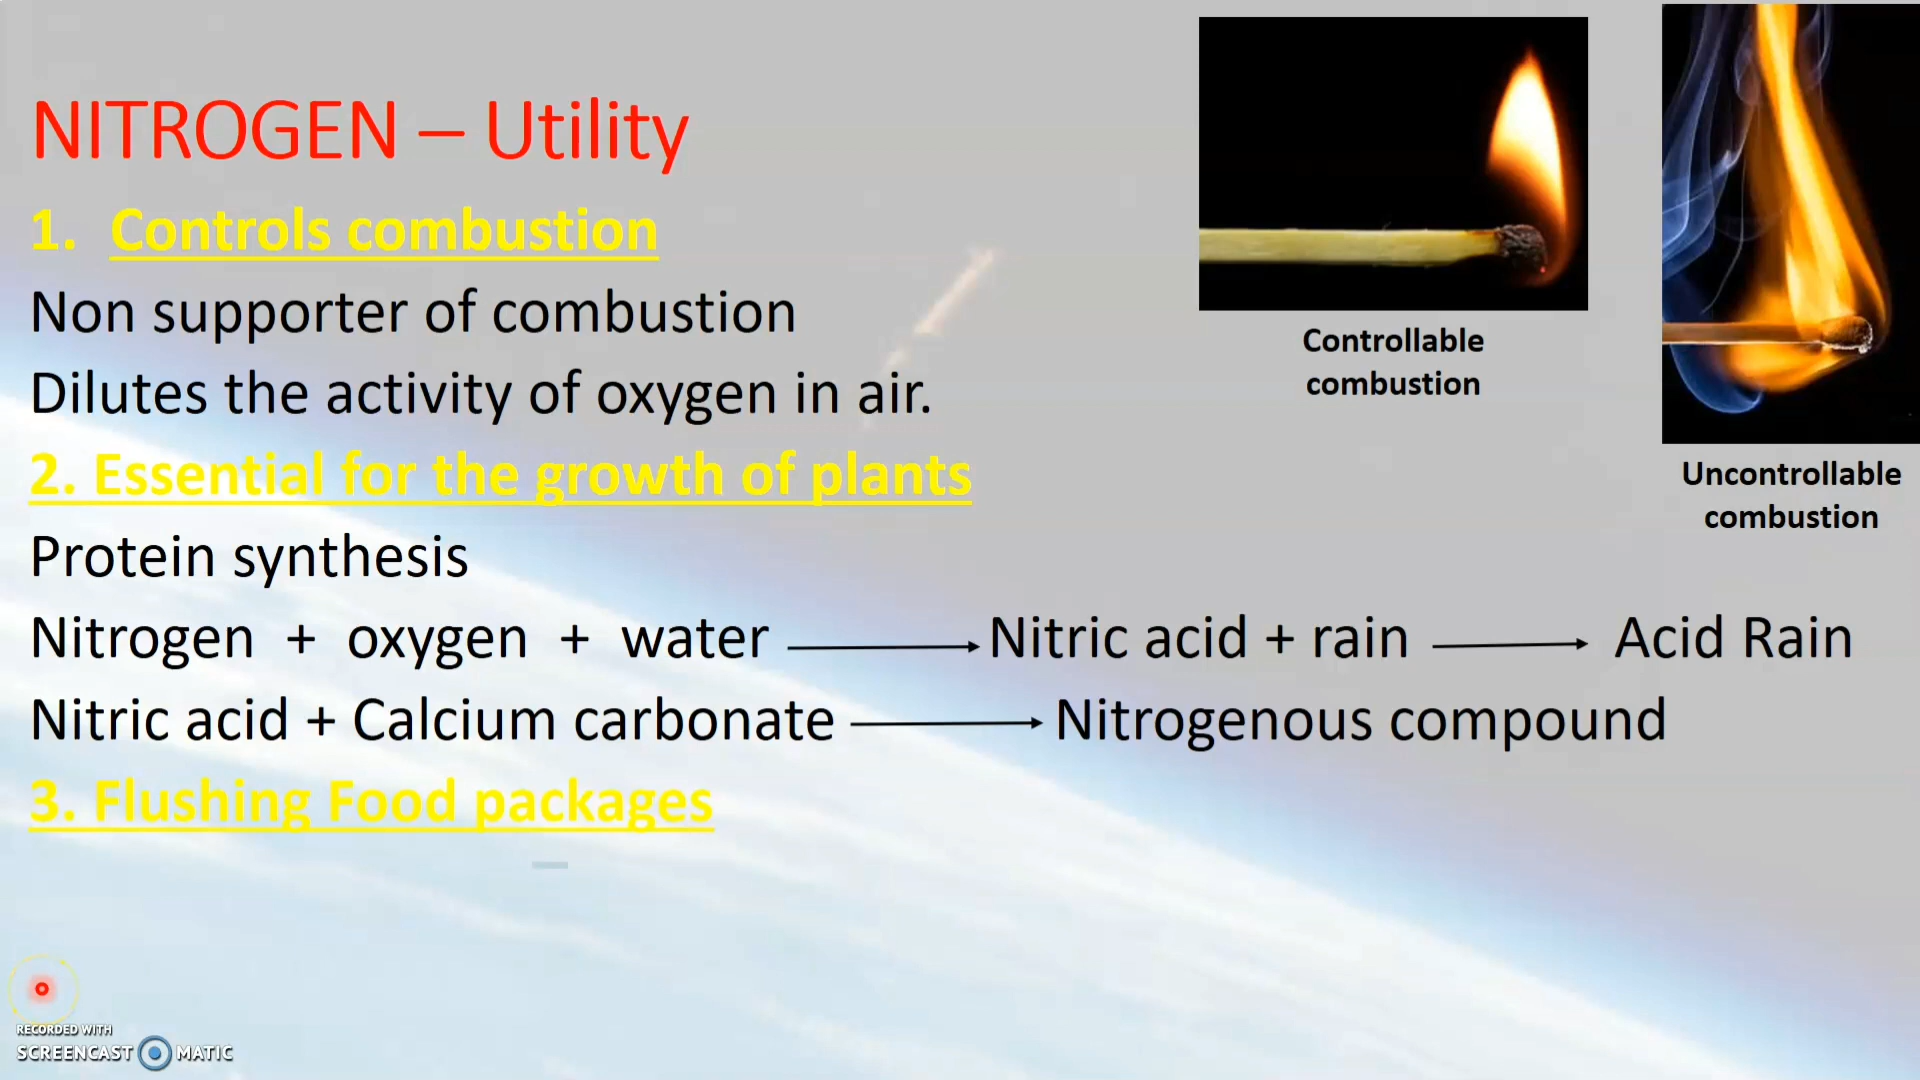 NITROGEN – Utility
1. Controls combustion
Non supporter of combustion
Dilutes the activity of oxygen in air.
2. Essential for the growth of plants
Protein synthesis
Nitrogen + oxygen + water → Nitric acid + rain → Acid Rain
Nitric acid + Calcium carbonate → Nitrogenous compound
3. Flushing Food packages
Controllable
combustion
Uncontrollable
combustion
RECORDED WITH
SCREENCAST MATIC